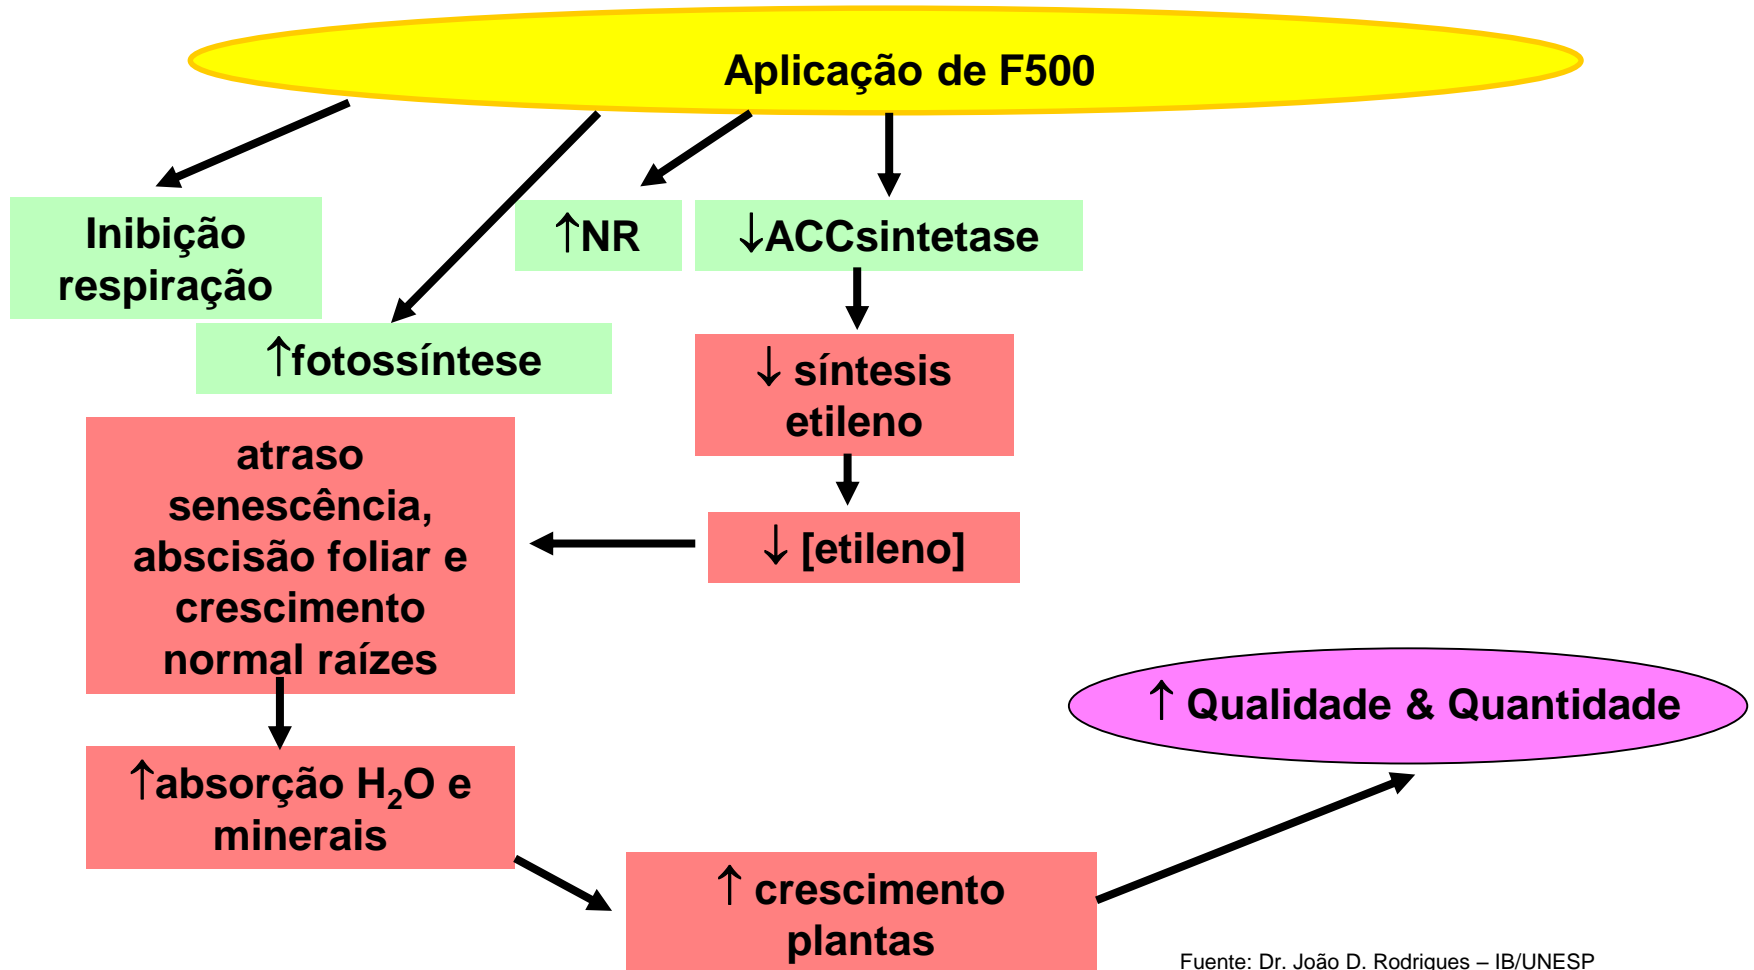 Aplicação de F500
Inibição
respiração
↑NR
↓ACCsintetase
↑fotossíntese
↓ síntesis
etileno
atraso
senescência,
abscisão foliar e
crescimento
normal raízes
↓ [etileno]
↑ Qualidade & Quantidade
↑absorção H₂O e
minerais
↑ crescimento
plantas
Fuente: Dr. João D. Rodrigues – IB/UNESP